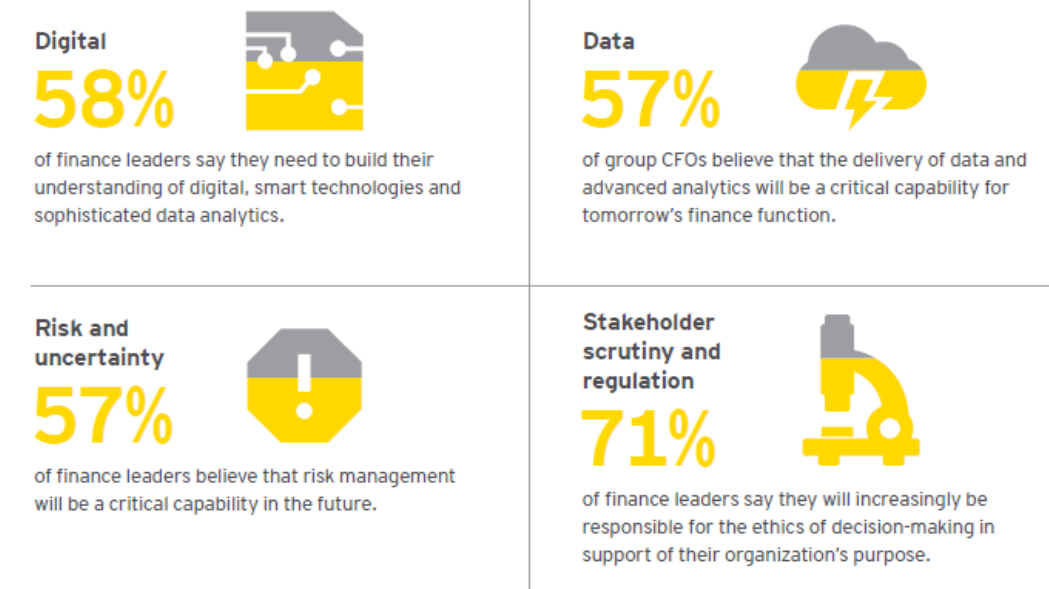 Digital
58%
of finance leaders say they need to build their
understanding of digital, smart technologies and
sophisticated data analytics.
Data
57%
of group CFOs believe that the delivery of data and
advanced analytics will be a critical capability for
tomorrow's finance function.
Risk and
uncertainty
57%
of finance leaders believe that risk management
will be a critical capability in the future.
Stakeholder
scrutiny and
regulation
71%
of finance leaders say they will increasingly be
responsible for the ethics of decision-making in
support of their organization's purpose.